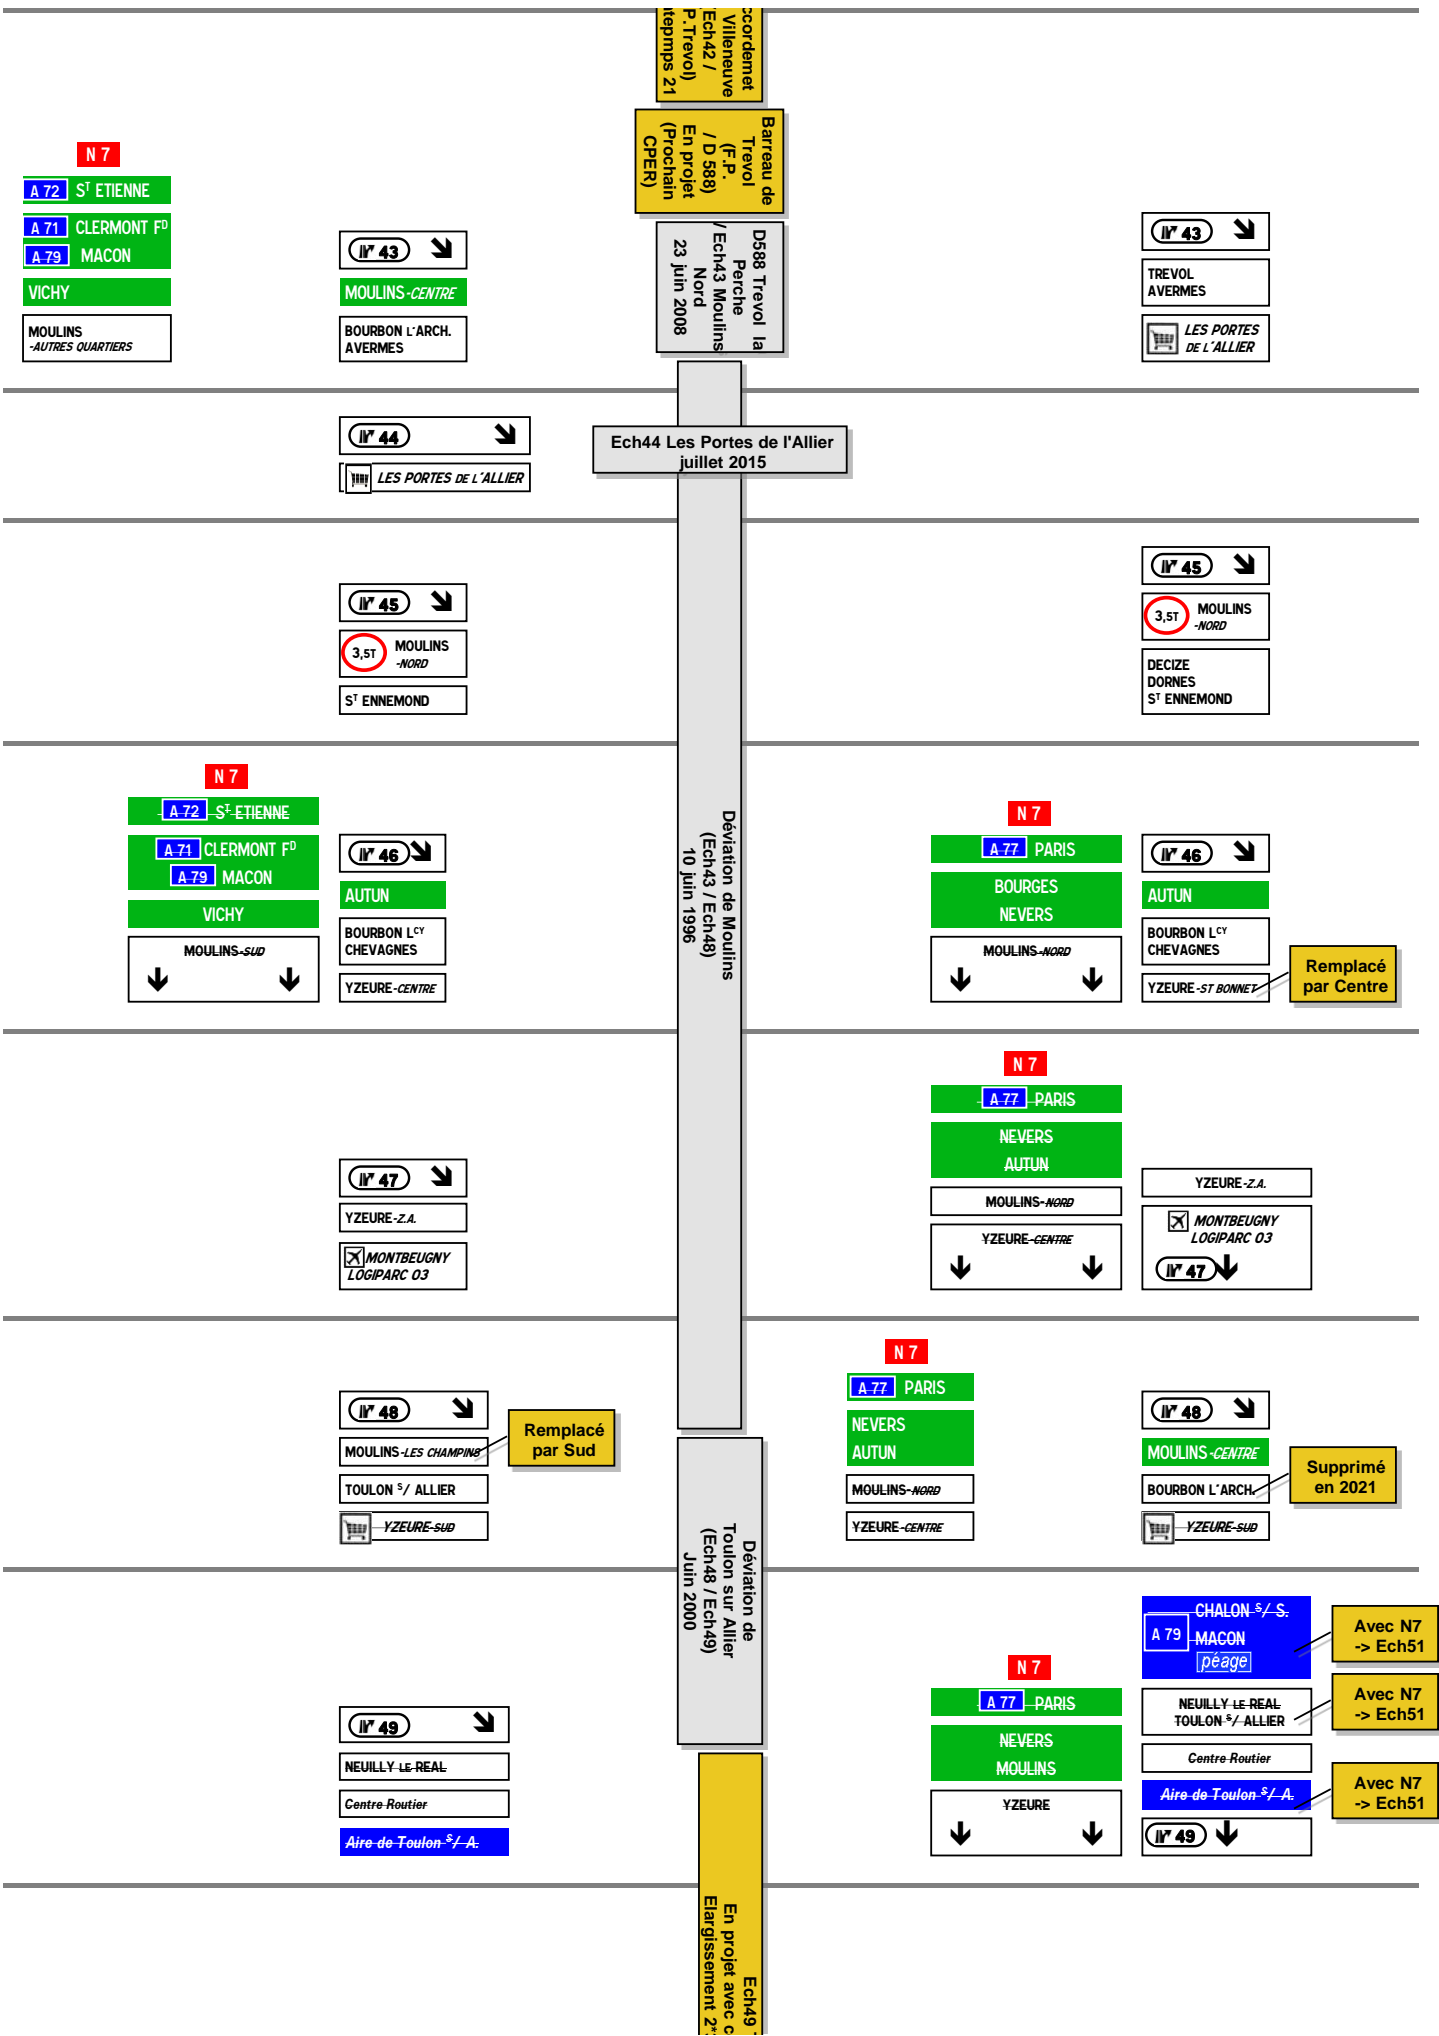 ccordemet
Villeneuve
Ech42 /
P.Trevol)
tepmps 21
Barreau de
Trevol
(F.P.
/ D 588)
En projet
(Prochain
CPER)
N 7
A 72 Sᵀ ETIENNE
A 71 CLERMONT Fᴰ
A 79 MACON
VICHY
MOULINS
-AUTRES QUARTIERS
43
MOULINS-CENTRE
BOURBON L'ARCH.
AVERMES
D588 Trevol la
Perche
/ Ech43 Moulins
Nord
23 juin 2008
43
TREVOL
AVERMES
LES PORTES
DE L'ALLIER
44
LES PORTES DE L'ALLIER
Ech44 Les Portes de l'Allier
juillet 2015
45
3,5T MOULINS
-NORD
Sᵀ ENNEMOND
45
3,5T MOULINS
-NORD
DECIZE
DORNES
Sᵀ ENNEMOND
Déviation de Moulins
(Ech43 / Ech48)
10 juin 1996
N 7
A 72 Sᵀ ETIENNE
A 71 CLERMONT Fᴰ
A 79 MACON
VICHY
MOULINS-SUD
46
AUTUN
BOURBON Lᶜʸ
CHEVAGNES
YZEURE-CENTRE
N 7
A 77 PARIS
BOURGES
NEVERS
MOULINS-NORD
46
AUTUN
BOURBON Lᶜʸ
CHEVAGNES
YZEURE-ST BONNET
Remplacé
par Centre
47
YZEURE-Z.A.
MONTBEUGNY
LOGIPARC 03
N 7
A 77 PARIS
NEVERS
AUTUN
MOULINS-NORD
YZEURE-CENTRE
YZEURE-Z.A.
MONTBEUGNY
LOGIPARC 03
47
48
MOULINS-LES CHAMPINS
TOULON ˢ/ ALLIER
YZEURE-SUD
Remplacé
par Sud
N 7
A 77 PARIS
NEVERS
AUTUN
MOULINS-NORD
YZEURE-CENTRE
48
MOULINS-CENTRE
BOURBON L'ARCH.
YZEURE-SUD
Supprimé
en 2021
Déviation de
Toulon sur Allier
(Ech48 / Ech49)
Juin 2000
49
NEUILLY LE REAL
Centre Routier
Aire de Toulon ˢ/ A.
N 7
A 77 PARIS
NEVERS
MOULINS
YZEURE
CHALON ˢ/ S.
A 79 MACON
péage
NEUILLY LE REAL
TOULON ˢ/ ALLIER
Centre Routier
Aire de Toulon ˢ/ A.
49
Avec N7
-> Ech51
Avec N7
-> Ech51
Avec N7
-> Ech51
Ech49
En projet avec c
Elargissement 2*